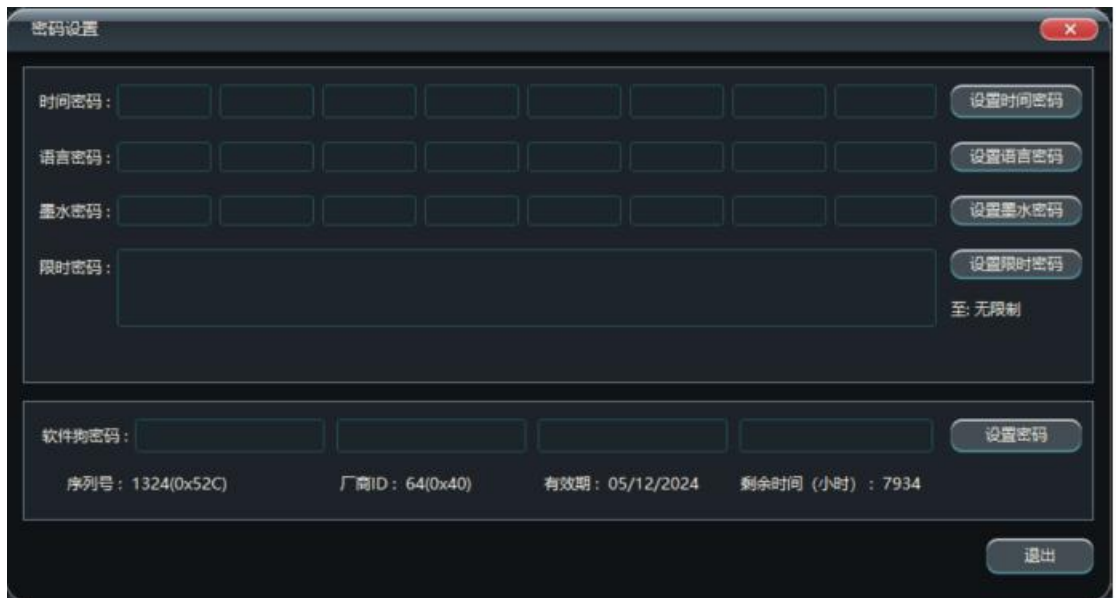 密码设置
时间密码： 设置时间密码
语言密码： 设置语言密码
墨水密码： 设置墨水密码
限时密码： 设置限时密码
至: 无限制
软件狗密码： 设置密码
序列号： 1324(0x52C) 厂商ID： 64(0x40) 有效期： 05/12/2024 剩余时间（小时）： 7934
退出